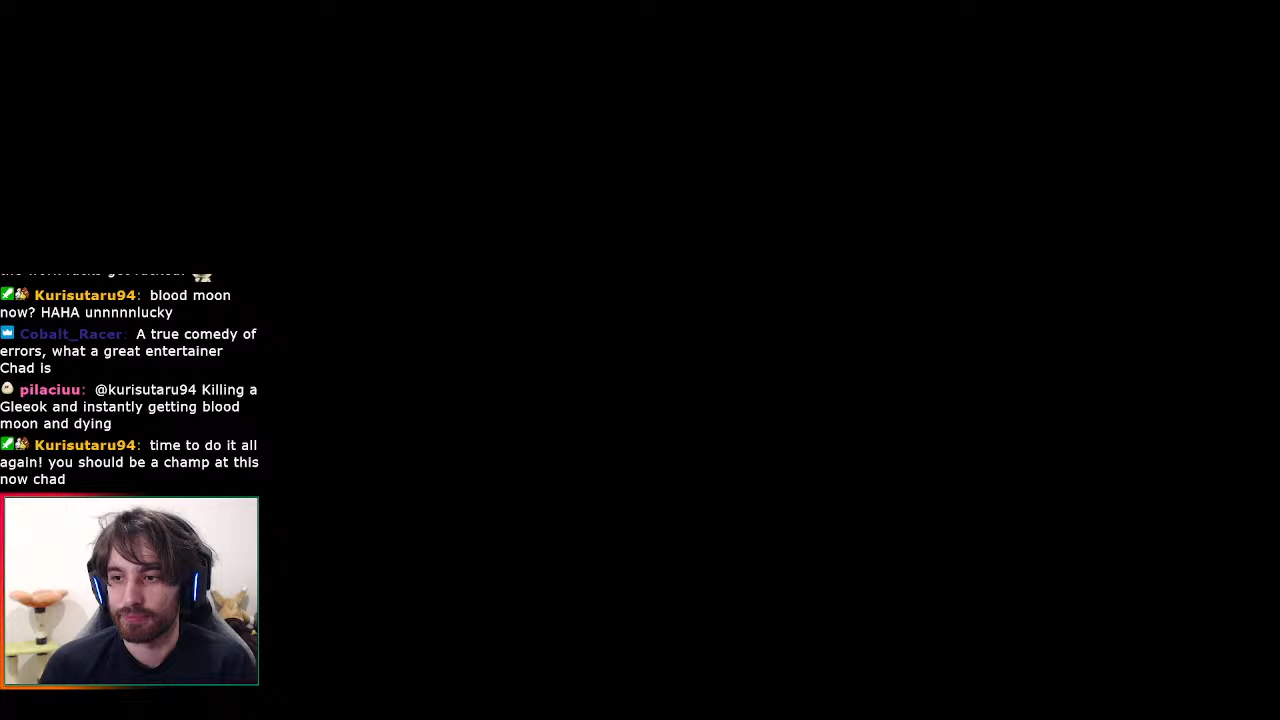 Kurisutaru94: blood moon
now? HAHA unnnnnlucky
Cobalt_Racer: A true comedy of
errors, what a great entertainer
Chad is
pilaciuu: @kurisutaru94 Killing a
Gleeok and instantly getting blood
moon and dying
Kurisutaru94: time to do it all
again! you should be a champ at this
now chad